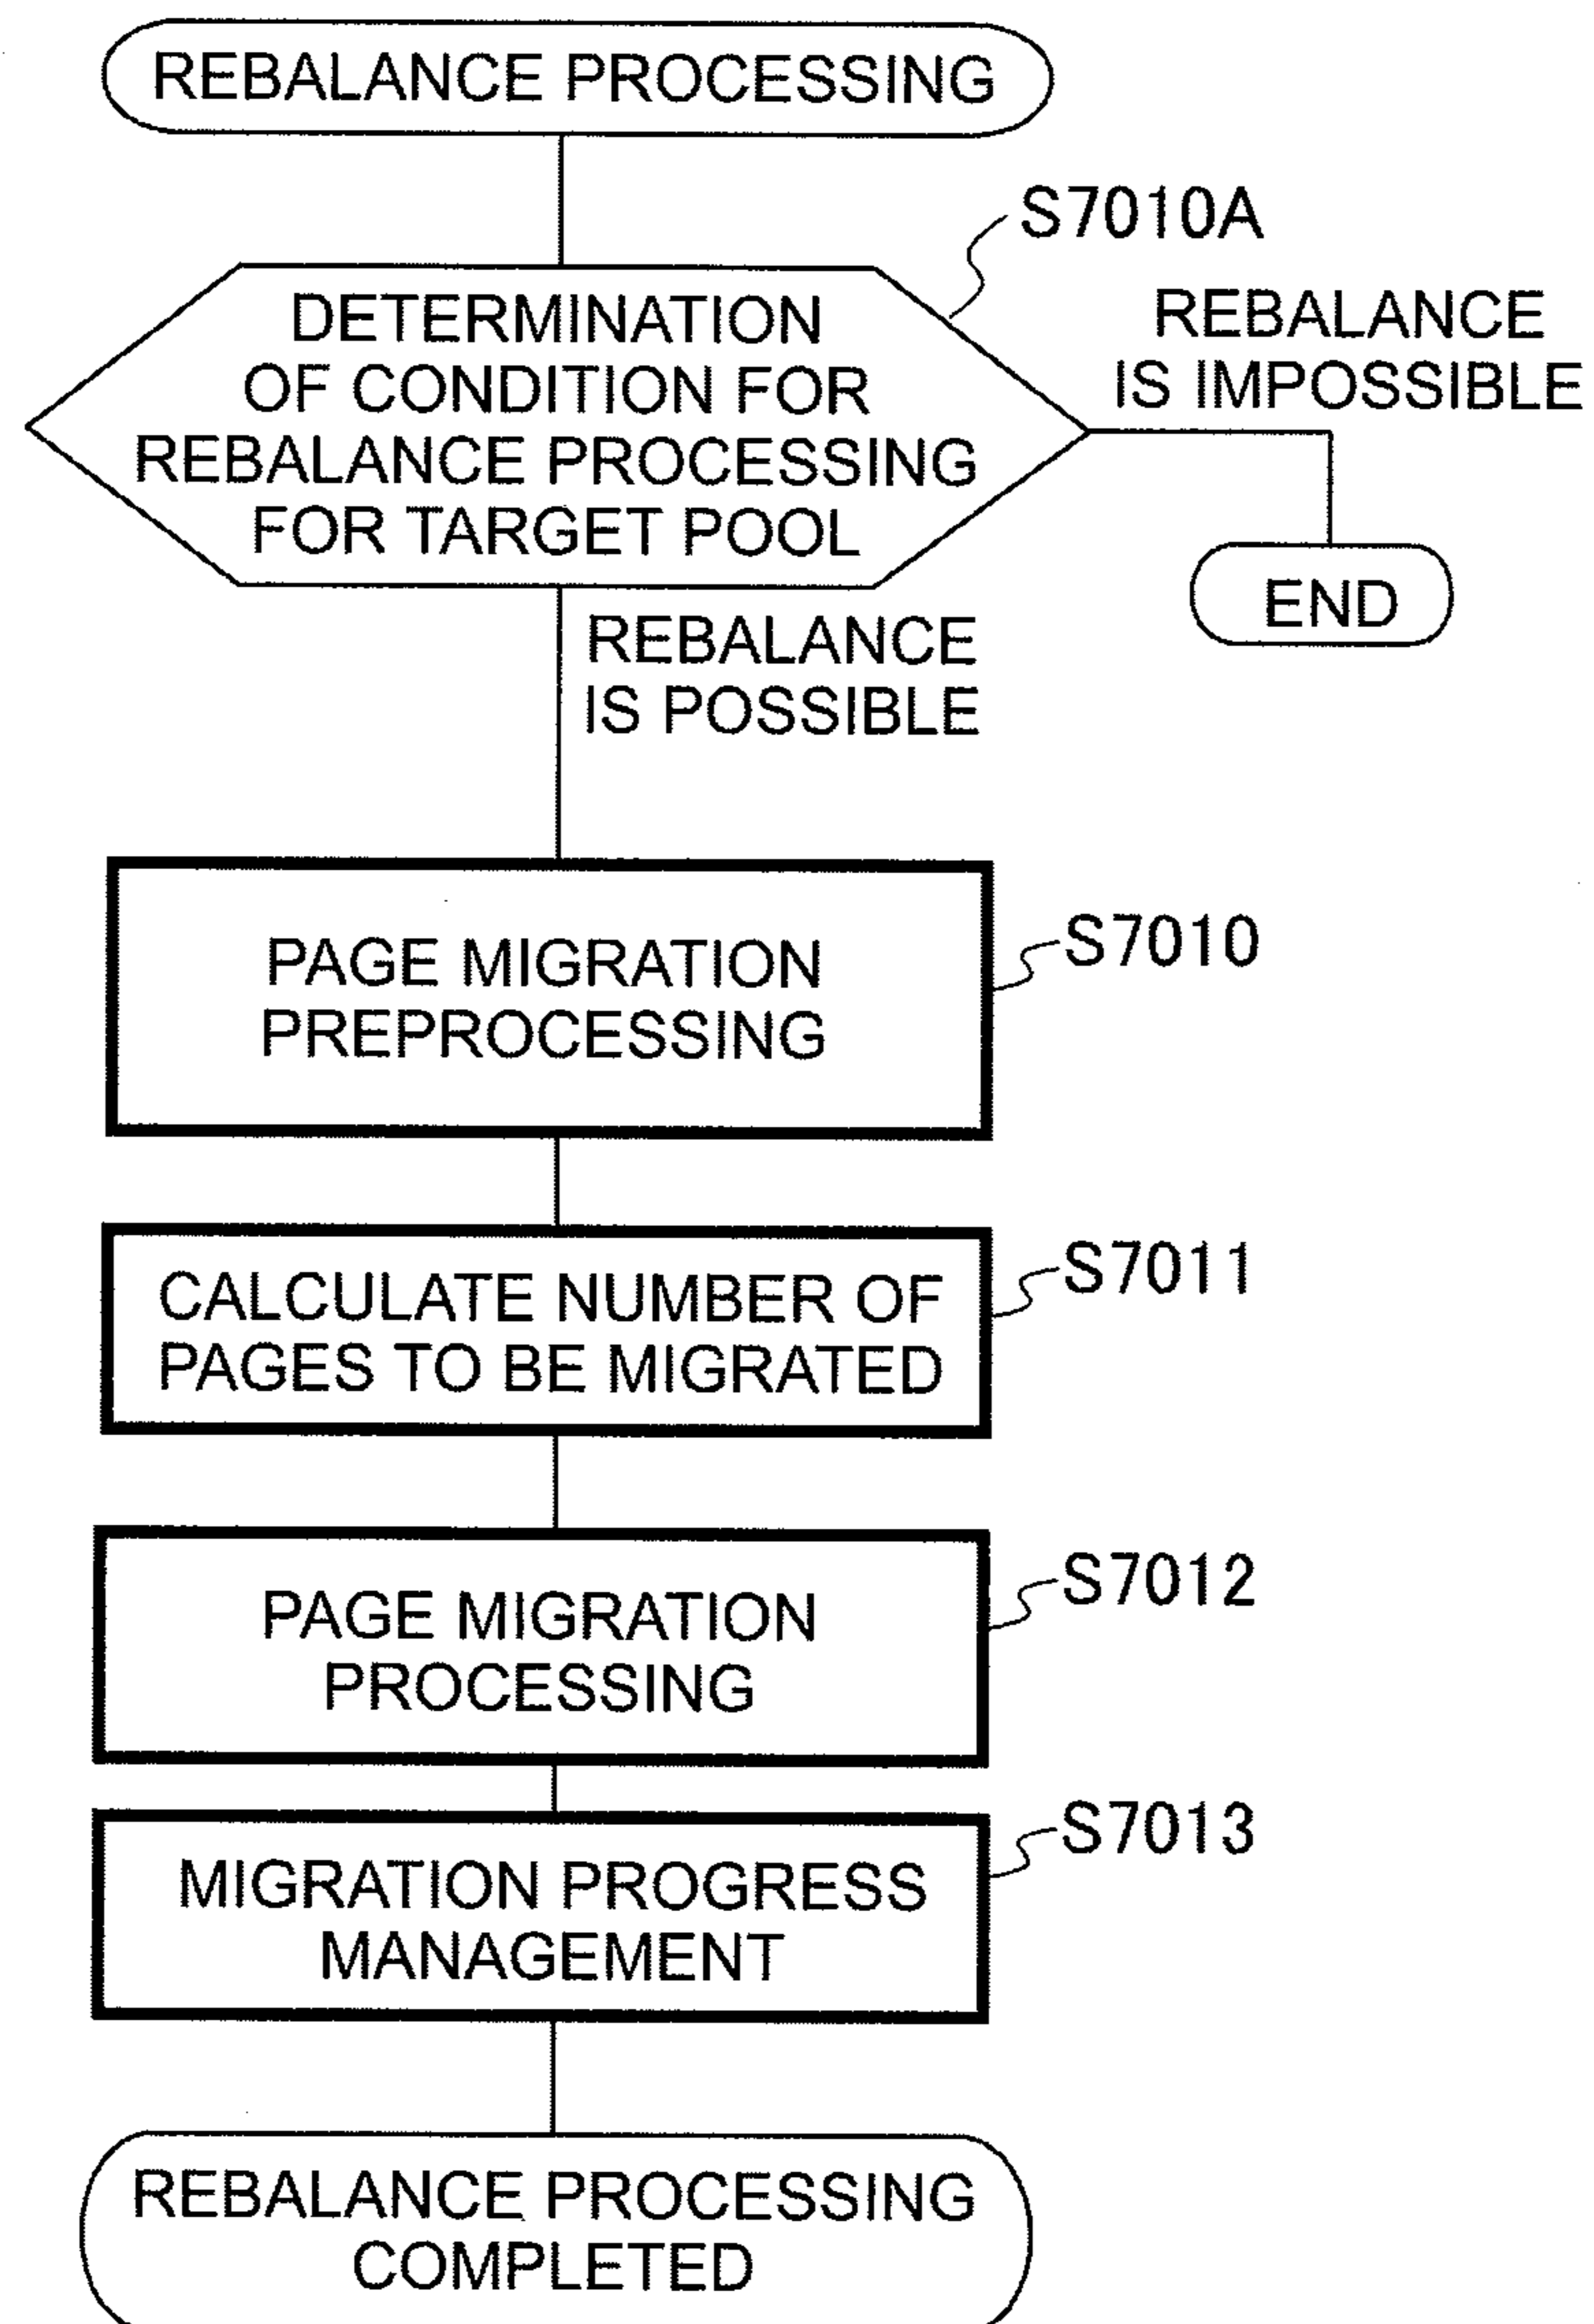 REBALANCE PROCESSING
S7010A
DETERMINATION
OF CONDITION FOR
REBALANCE PROCESSING
FOR TARGET POOL
REBALANCE
IS IMPOSSIBLE
END
REBALANCE
IS POSSIBLE
PAGE MIGRATION
PREPROCESSING
S7010
CALCULATE NUMBER OF
PAGES TO BE MIGRATED
S7011
PAGE MIGRATION
PROCESSING
S7012
MIGRATION PROGRESS
MANAGEMENT
S7013
REBALANCE PROCESSING
COMPLETED